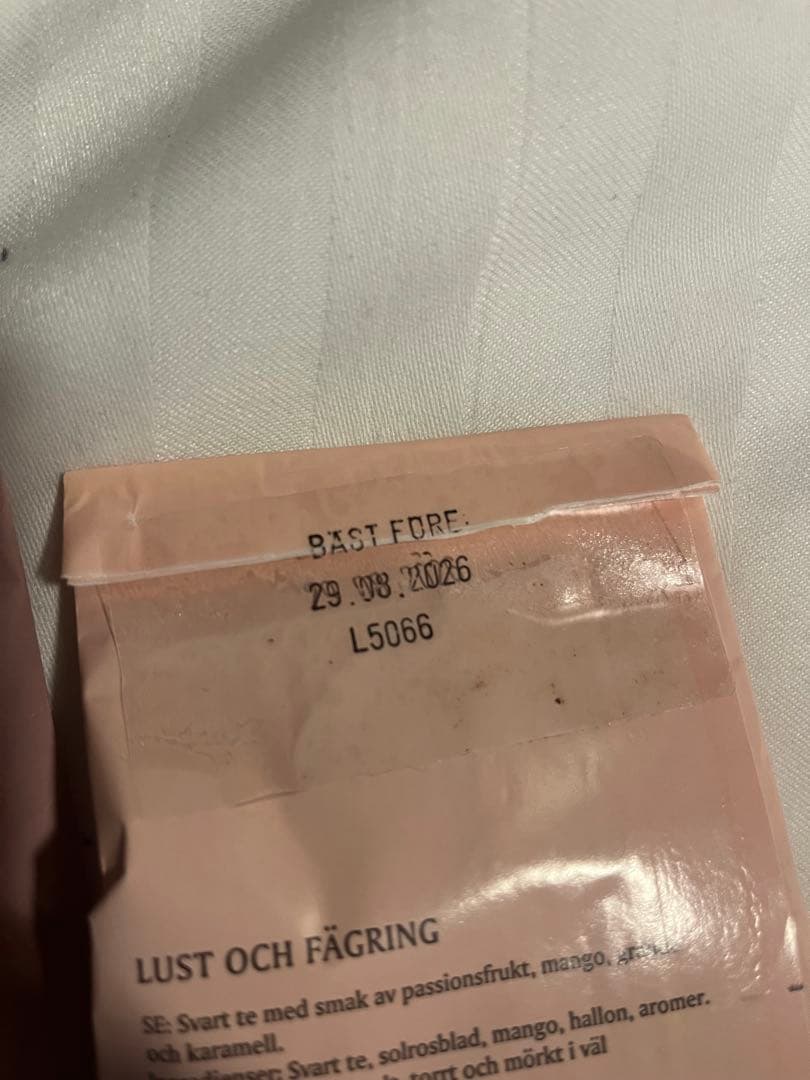 BÄST FÖRE:
29.08.2026
L5066
LUST OCH FÄGRING
SE: Svart te med smak av passionsfrukt, mango,
och karamell.
Svart te, solrosblad, mango, hallon, aromer.
torrt och mörkt i väl